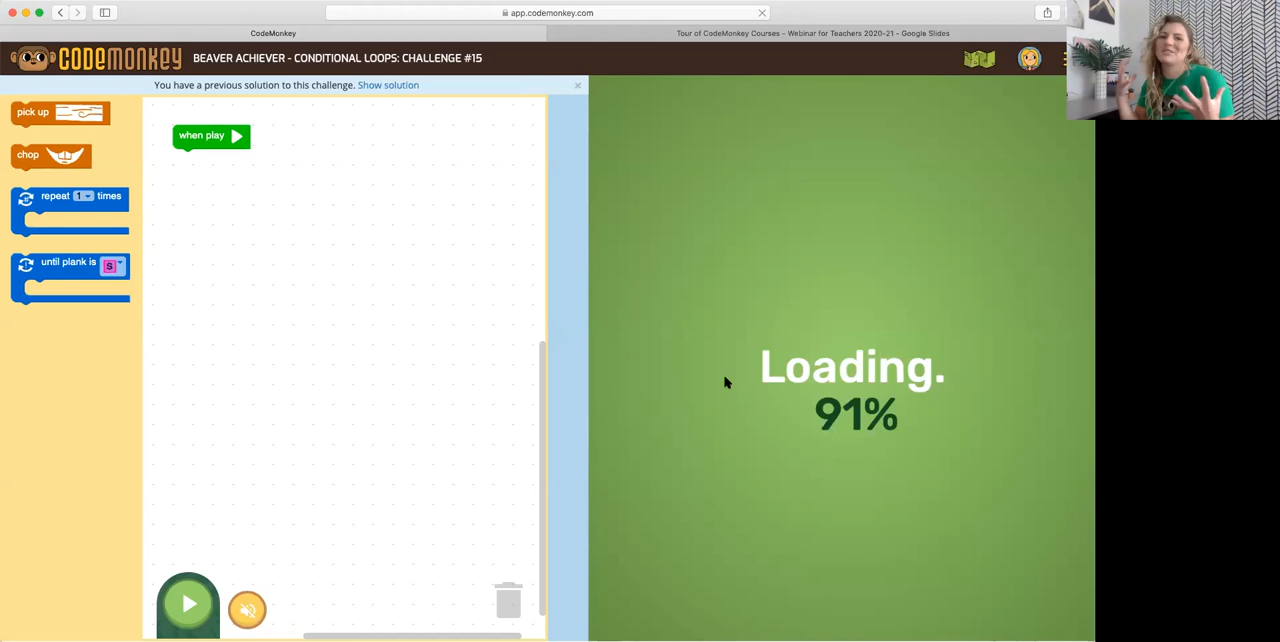 app.codemonkey.com
CodeMonkey
Tour of CodeMonkey Courses - Webinar for Teachers 2020-21 - Google Slides
CODEMONKEY
BEAVER ACHIEVER - CONDITIONAL LOOPS: CHALLENGE #15
You have a previous solution to this challenge. Show solution
pick up
when play
chop
repeat 1 times
until plank is S
Loading.
91%